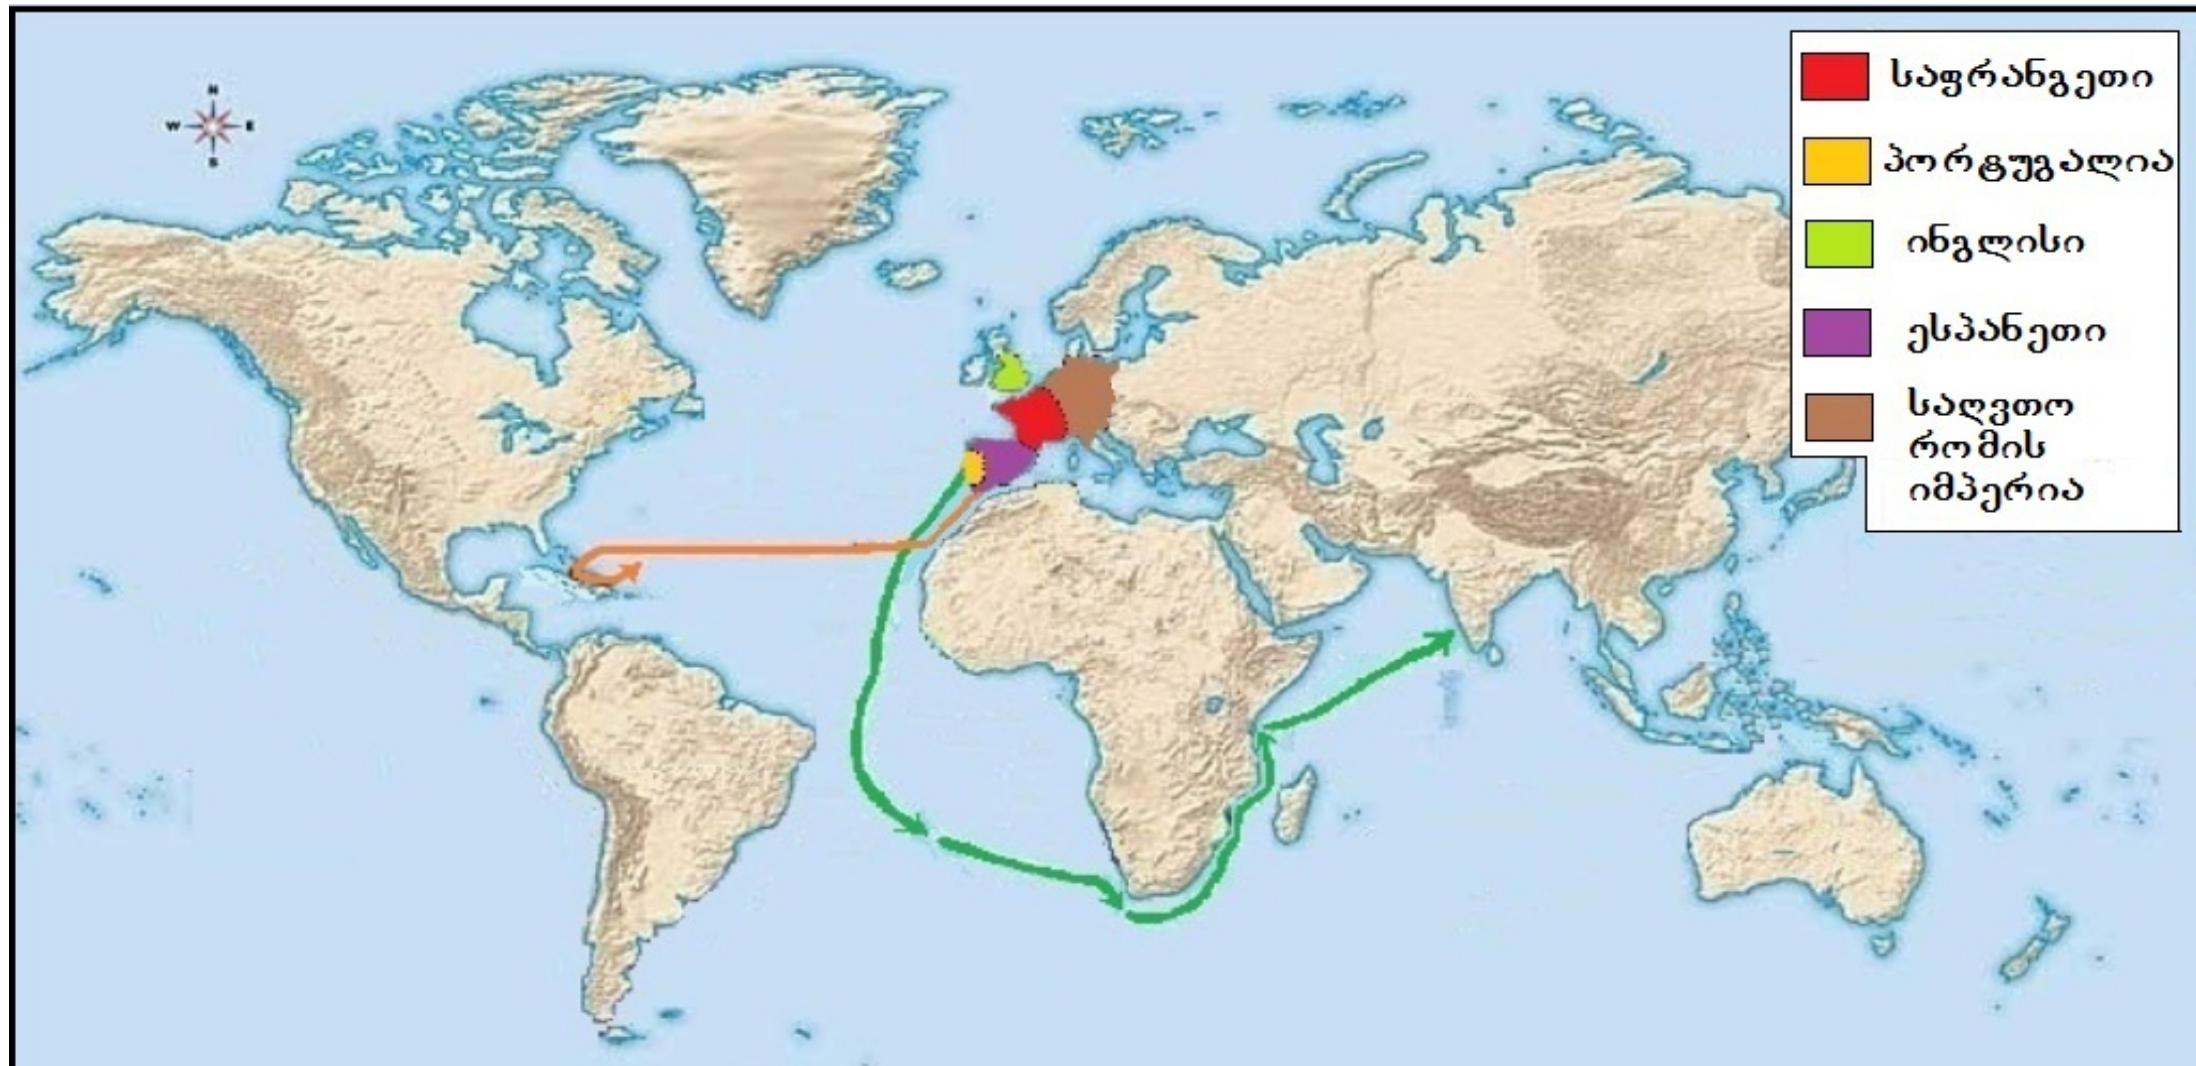 N
W E
S
საფრანგეთი
პორტუგალია
ინგლისი
ესპანეთი
საღვთო
რომის
იმპერია